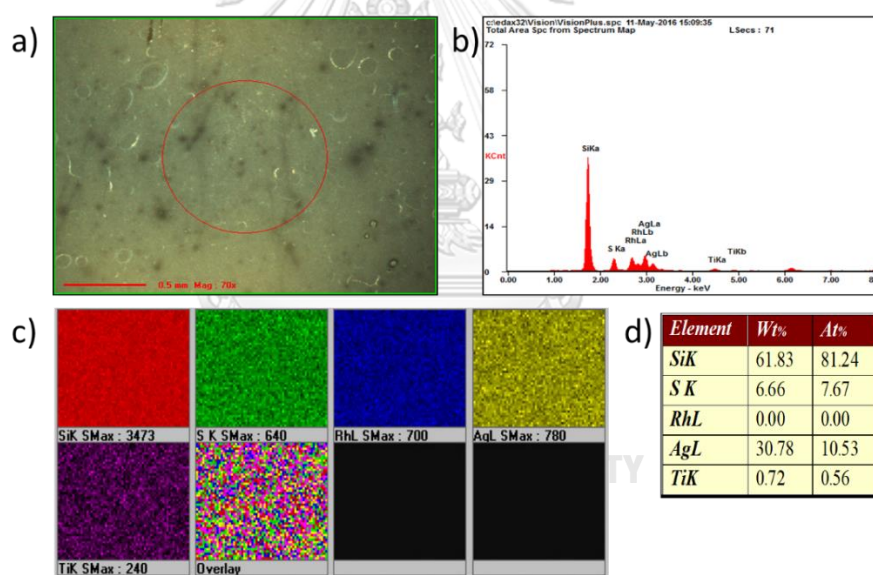 a)
0.5 mm Mag : 70x
b)
c:\edax32\Vision\VisionPlus.spc 11-May-2016 15:09:35
Total Area Spc from Spectrum Map LSecs : 71
72
58
43
KCnt
29
14
0
SiKa
S Ka
AgLa
RhLb
RhLa
AgLb
TiKa
TiKb
0.00 1.00 2.00 3.00 4.00 5.00 6.00 7.00
Energy - keV
c)
SiK SMax : 3473
S K SMax : 640
RhL SMax : 700
AgL SMax : 780
TiK SMax : 240
Overlay
d)
Element Wt% At%
SiK 61.83 81.24
S K 6.66 7.67
RhL 0.00 0.00
AgL 30.78 10.53
TiK 0.72 0.56